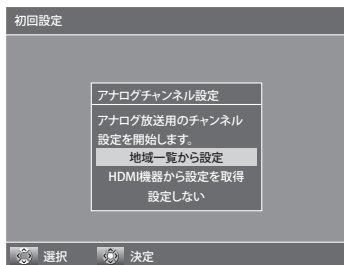 初回設定
アナログチャンネル設定
アナログ放送用のチャンネル
設定を開始します。
地域一覧から設定
HDMI機器から設定を取得
設定しない
選択 決定